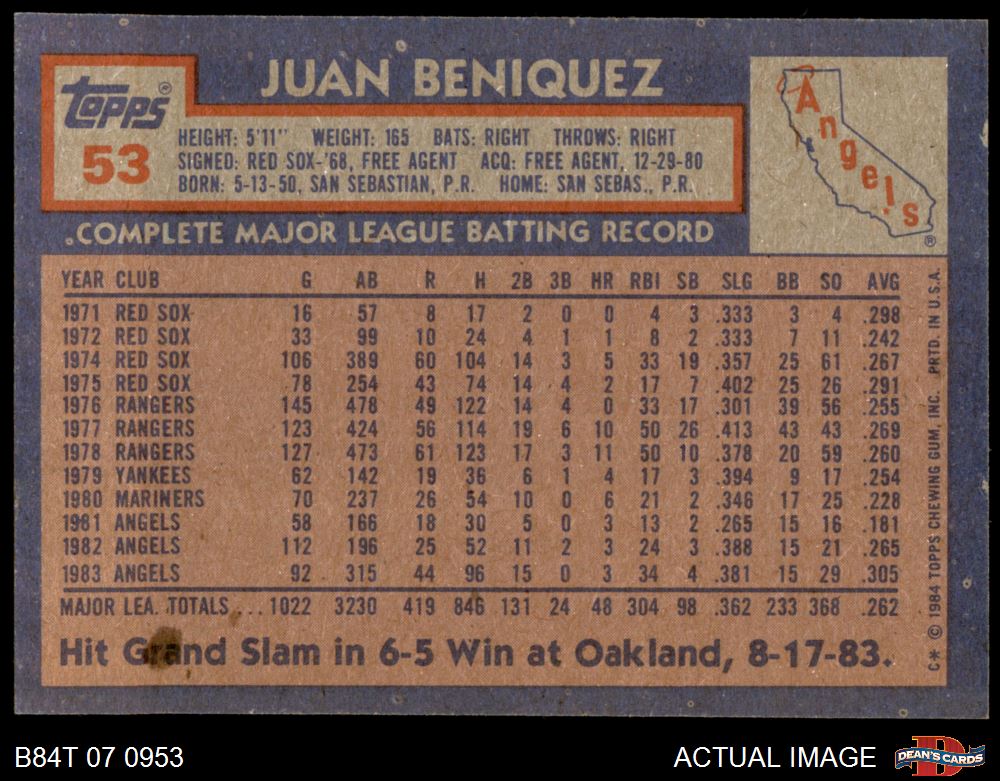 JUAN BENIQUEZ
Topps®
53
HEIGHT: 5'11" WEIGHT: 165 BATS: RIGHT THROWS: RIGHT
SIGNED: RED SOX-'68, FREE AGENT ACQ: FREE AGENT, 12-29-80
BORN: 5-13-50, SAN SEBASTIAN, P.R. HOME: SAN SEBAS., P.R.
Angels
®
COMPLETE MAJOR LEAGUE BATTING RECORD
YEAR CLUB G AB R H 2B 3B HR RBI SB SLG BB SO AVG
1971 RED SOX 16 57 8 17 2 0 0 4 3 .333 3 4 .298
1972 RED SOX 33 99 10 24 4 1 1 8 2 .333 7 11 .242
1974 RED SOX 106 389 60 104 14 3 5 33 19 .357 25 61 .267
1975 RED SOX 78 254 43 74 14 4 2 17 7 .402 25 26 .291
1976 RANGERS 145 478 49 122 14 4 0 33 17 .301 39 56 .255
1977 RANGERS 123 424 56 114 19 6 10 50 26 .413 43 43 .269
1978 RANGERS 127 473 61 123 17 3 11 50 10 .378 20 59 .260
1979 YANKEES 62 142 19 36 6 1 4 17 3 .394 9 17 .254
1980 MARINERS 70 237 26 54 10 0 6 21 2 .346 17 25 .228
1981 ANGELS 58 166 18 30 5 0 3 13 2 .265 15 16 .181
1982 ANGELS 112 196 25 52 11 2 3 24 3 .388 15 21 .265
1983 ANGELS 92 315 44 96 15 0 3 34 4 .381 15 29 .305
MAJOR LEA. TOTALS ... 1022 3230 419 846 131 24 48 304 98 .362 233 368 .262
Hit Grand Slam in 6-5 Win at Oakland, 8-17-83.
C* © 1984 TOPPS CHEWING GUM, INC. PRTD. IN U.S.A.
B84T 07 0953
ACTUAL IMAGE
D
DEAN'S CARDS